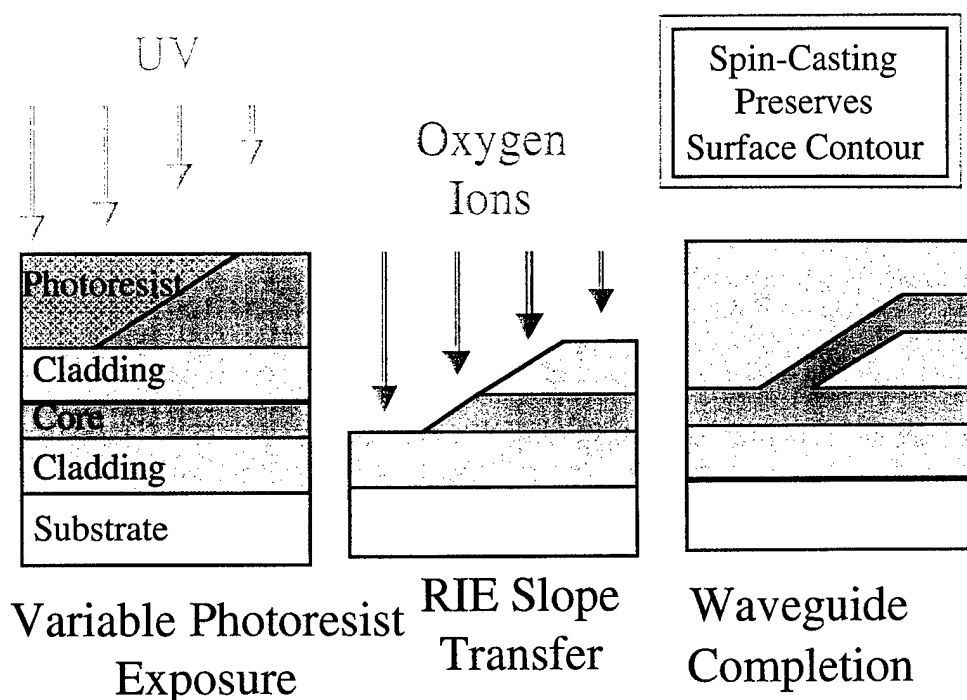 UV
Oxygen
Ions
Spin-Casting
Preserves
Surface Contour
Photoresist
Cladding
Core
Cladding
Substrate
Variable Photoresist
Exposure
RIE Slope
Transfer
Waveguide
Completion